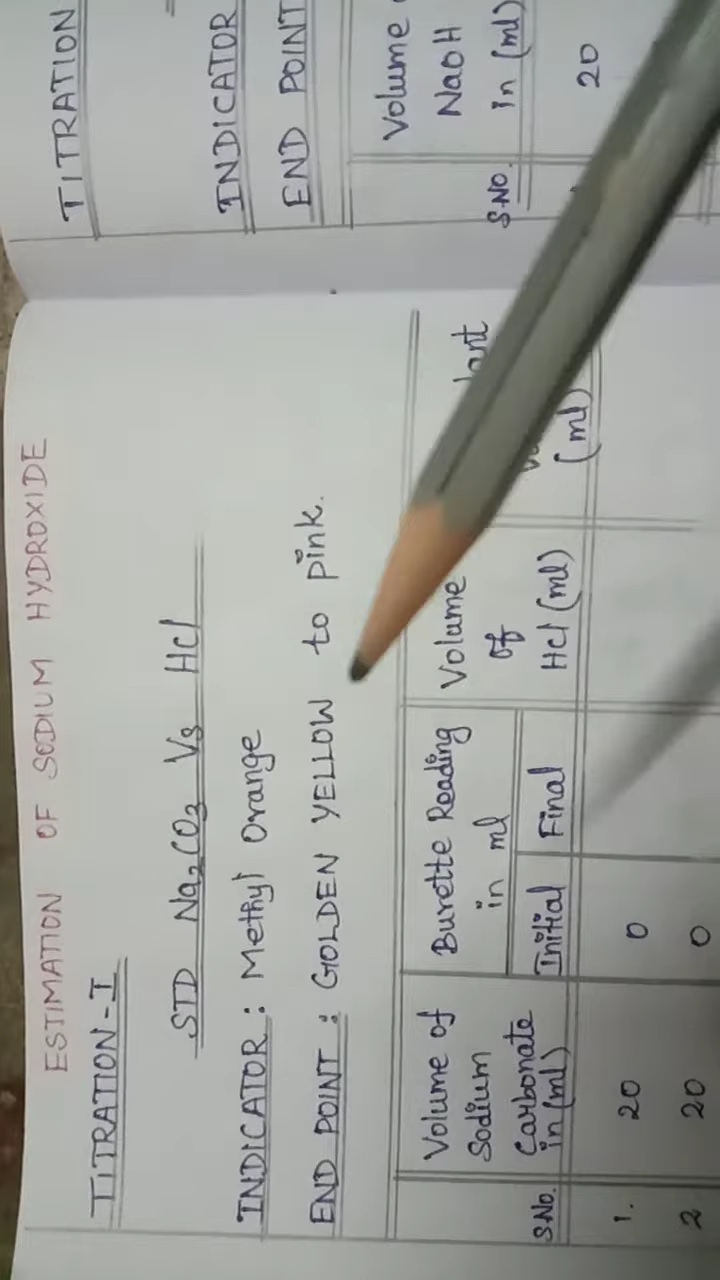 ESTIMATION OF SODIUM HYDROXIDE
TITRATION-I
STD Na2CO3 Vs HCl
INDICATOR : Methyl Orange
END POINT : GOLDEN YELLOW to pink.
S.No.
Volume of
Sodium
Carbonate
in (ml)
Burette Reading
in ml
Initial Final
Volume
of
HCl (ml)
(ml)
1. 20 0
2 20 0
TITRATION
INDICATOR
END POINT
S.NO.
Volume
NaOH
in (ml)
20